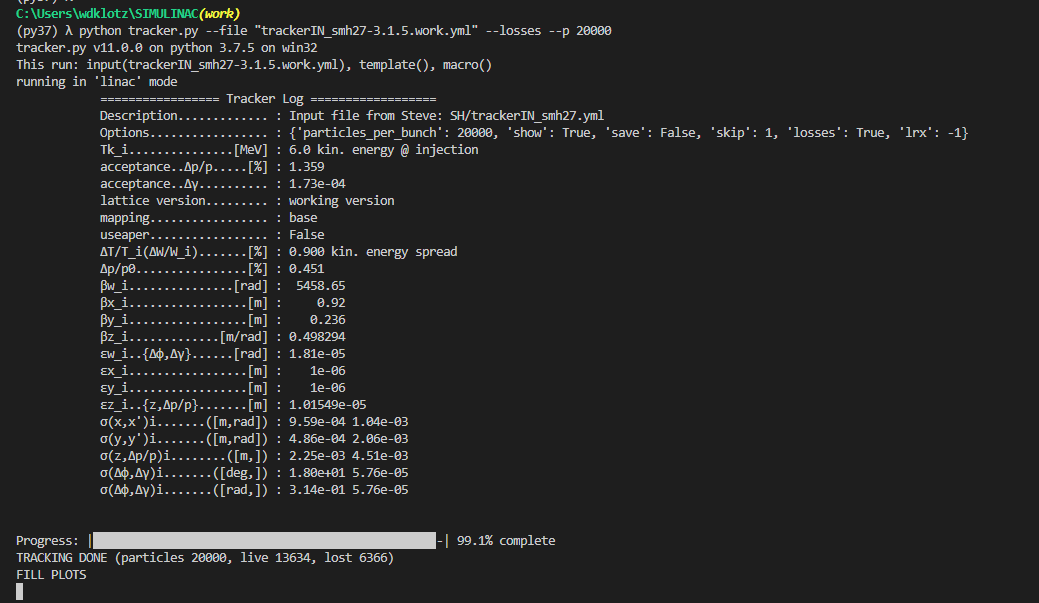 C:\Users\wdklotz\SIMULINAC(work)
(py37) λ python tracker.py --file "trackerIN_smh27-3.1.5.work.yml" --losses --p 20000
tracker.py v11.0.0 on python 3.7.5 on win32
This run: input(trackerIN_smh27-3.1.5.work.yml), template(), macro()
running in 'linac' mode
================= Tracker Log ==================
Description............. : Input file from Steve: SH/trackerIN_smh27.yml
Options................. : {'particles_per_bunch': 20000, 'show': True, 'save': False, 'skip': 1, 'losses': True, 'lrx': -1}
Tk_i...............[MeV] : 6.0 kin. energy @ injection
acceptance..Δp/p.....[%] : 1.359
acceptance..Δγ.......... : 1.73e-04
lattice version......... : working version
mapping................. : base
useaper................. : False
ΔT/T_i(ΔW/W_i).......[%] : 0.900 kin. energy spread
Δp/p0................[%] : 0.451
βw_i...............[rad] : 5458.65
βx_i.................[m] : 0.92
βy_i.................[m] : 0.236
βz_i.............[m/rad] : 0.498294
εw_i..{Δϕ,Δγ}......[rad] : 1.81e-05
εx_i.................[m] : 1e-06
εy_i.................[m] : 1e-06
εz_i..{z,Δp/p}.......[m] : 1.01549e-05
σ(x,x')i.......([m,rad]) : 9.59e-04 1.04e-03
σ(y,y')i.......([m,rad]) : 4.86e-04 2.06e-03
σ(z,Δp/p)i........([m,]) : 2.25e-03 4.51e-03
σ(Δϕ,Δγ)i.......([deg,]) : 1.80e+01 5.76e-05
σ(Δϕ,Δγ)i.......([rad,]) : 3.14e-01 5.76e-05
Progress: |█████████████████████████████████████████████████-| 99.1% complete
TRACKING DONE (particles 20000, live 13634, lost 6366)
FILL PLOTS